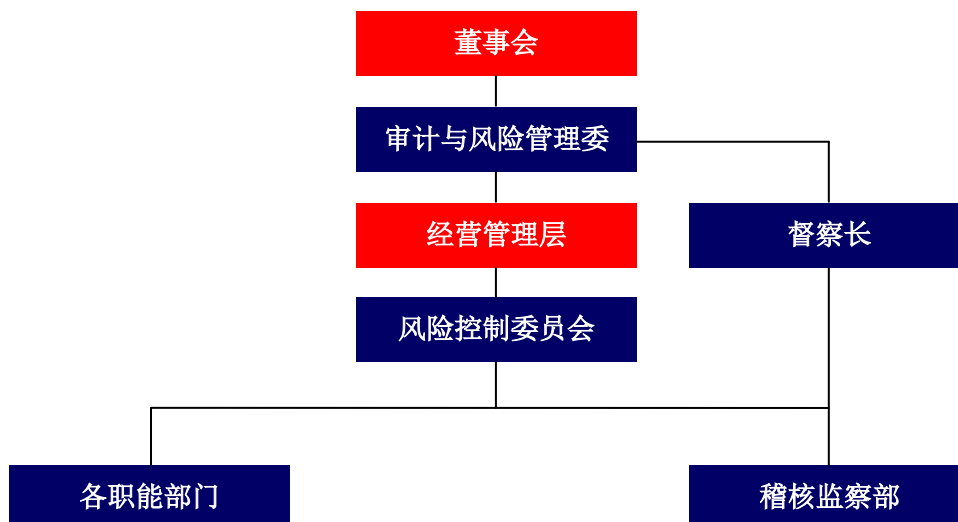 董事会
审计与风险管理委
经营管理层
督察长
风险控制委员会
各职能部门
稽核监察部